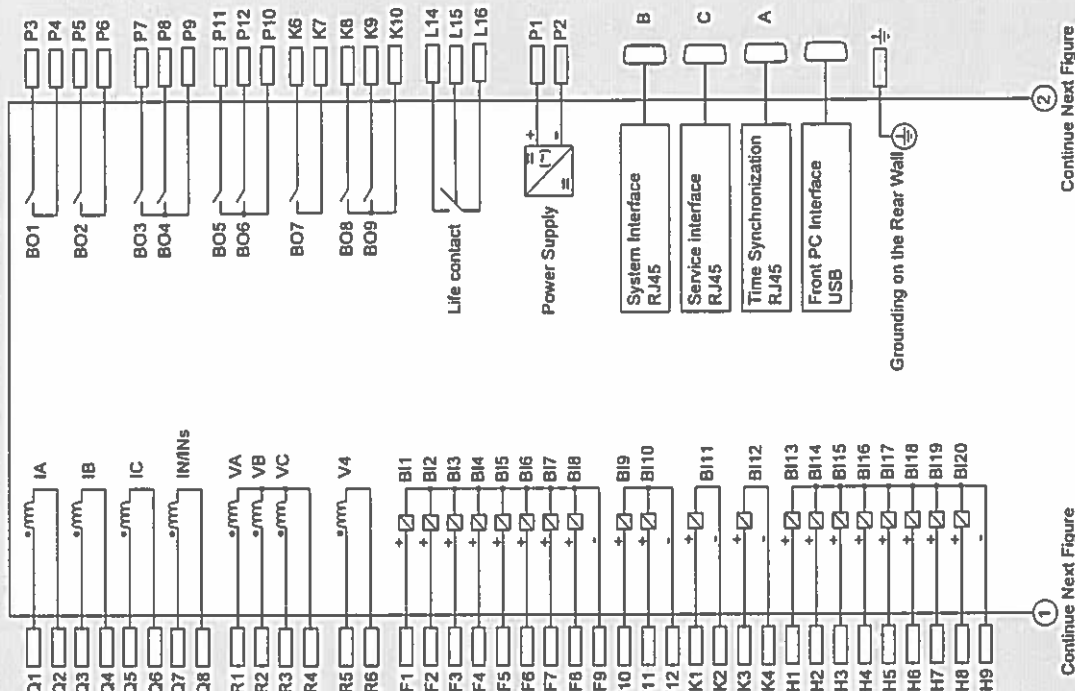 Q1
Q2
Q3
Q4
Q5
Q6
Q7
Q8
R1
R2
R3
R4
R5
R6
F1
F2
F3
F4
F5
F6
F7
F8
F9
10
11
12
K1
K2
K3
K4
H1
H2
H3
H4
H5
H6
H7
H8
H9
IA
IB
IC
IN/INs
VA
VB
VC
V4
+ BI1
+ BI2
+ BI3
+ BI4
+ BI5
+ BI6
+ BI7
+ BI8
-
+ BI9
+ BI10
-
+ BI11
-
+ BI12
-
+ BI13
+ BI14
+ BI15
+ BI16
+ BI17
+ BI18
+ BI19
+ BI20
-
1
Continue Next Figure
BO1
BO2
BO3
BO4
BO5
BO6
BO7
BO8
BO9
Life contact
Power Supply
= (~) =
+
-
System Interface
RJ45
Service interface
RJ45
Time Synchronization
RJ45
Front PC Interface
USB
Grounding on the Rear Wall
P3
P4
P5
P6
P7
P8
P9
P11
P12
P10
K6
K7
K8
K9
K10
L14
L15
L16
P1
P2
B
C
A
2
Continue Next Figure